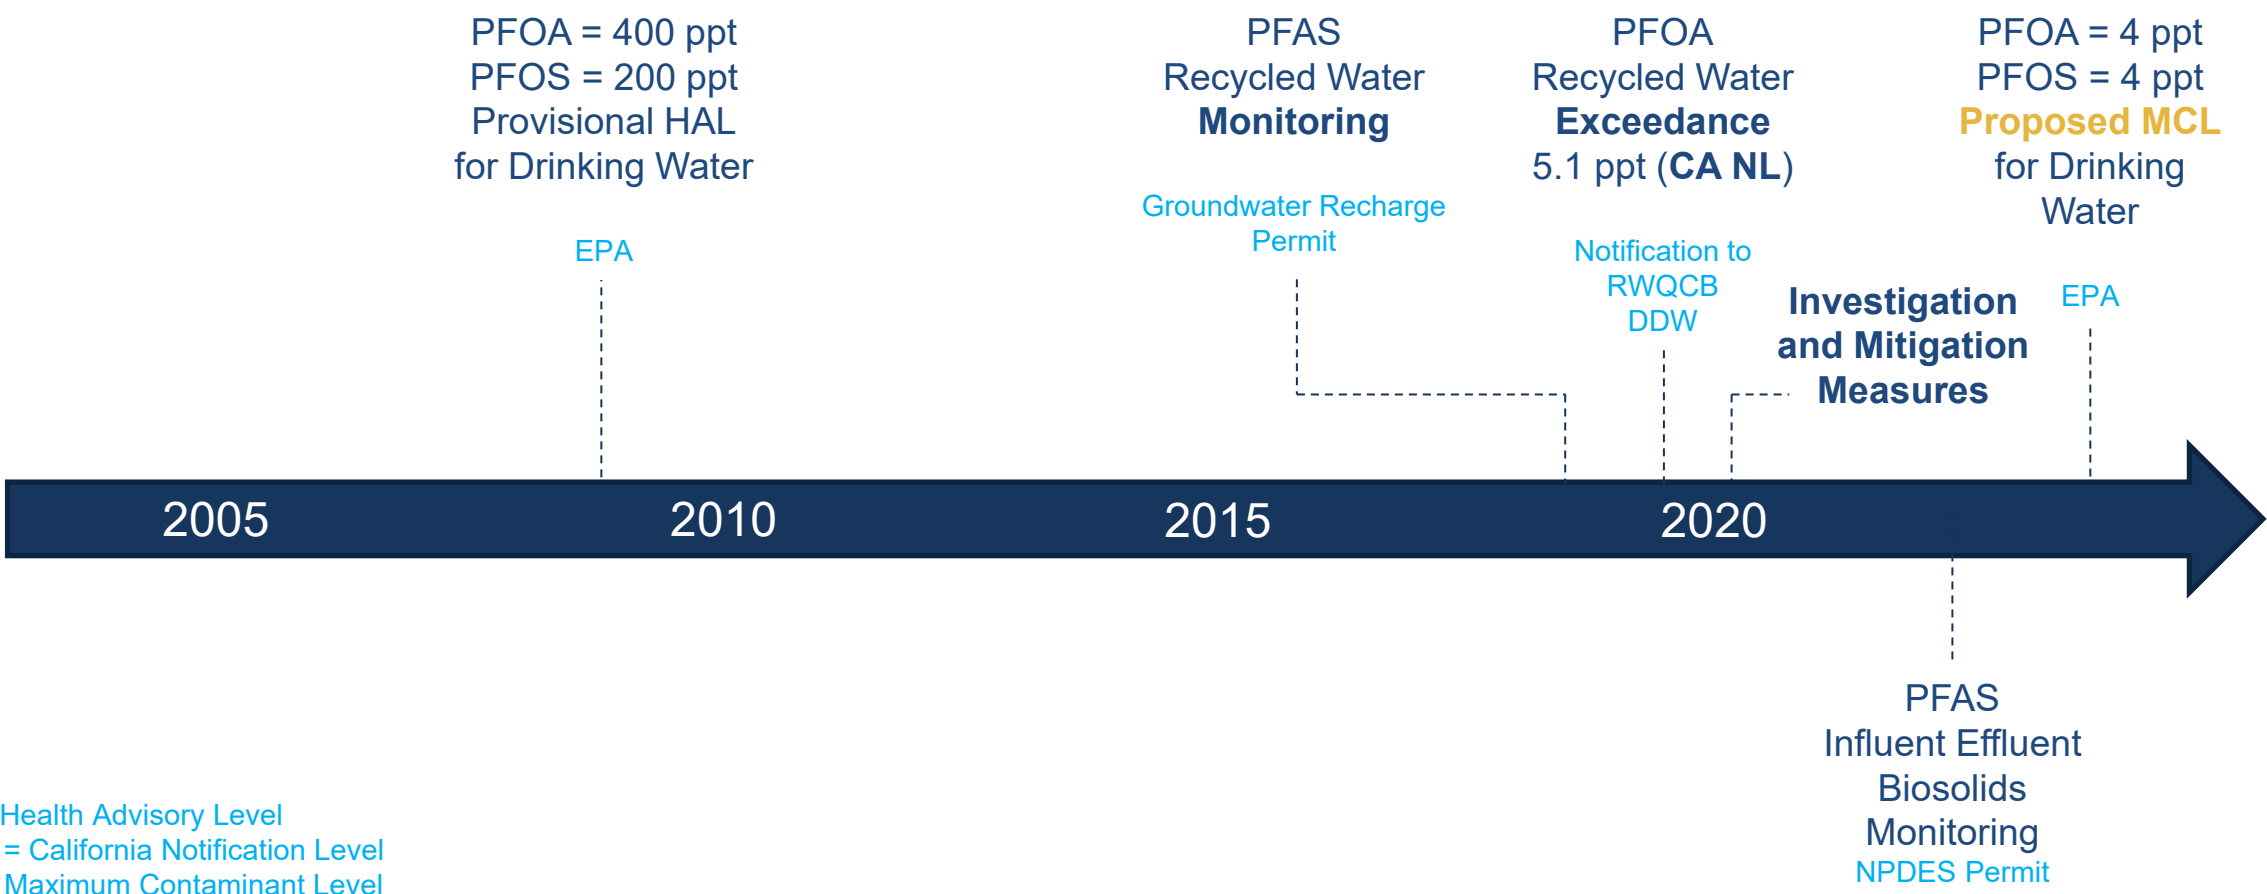 PFOA = 400 ppt
PFOS = 200 ppt
Provisional HAL
for Drinking Water
EPA
PFAS
Recycled Water
Monitoring
Groundwater Recharge
Permit
PFOA
Recycled Water
Exceedance
5.1 ppt (CA NL)
Notification to
RWQCB
DDW
Investigation
and Mitigation
Measures
PFOA = 4 ppt
PFOS = 4 ppt
Proposed MCL
for Drinking
Water
EPA
2005
2010
2015
2020
PFAS
Influent Effluent
Biosolids
Monitoring
NPDES Permit
Health Advisory Level
= California Notification Level
Maximum Contaminant Level